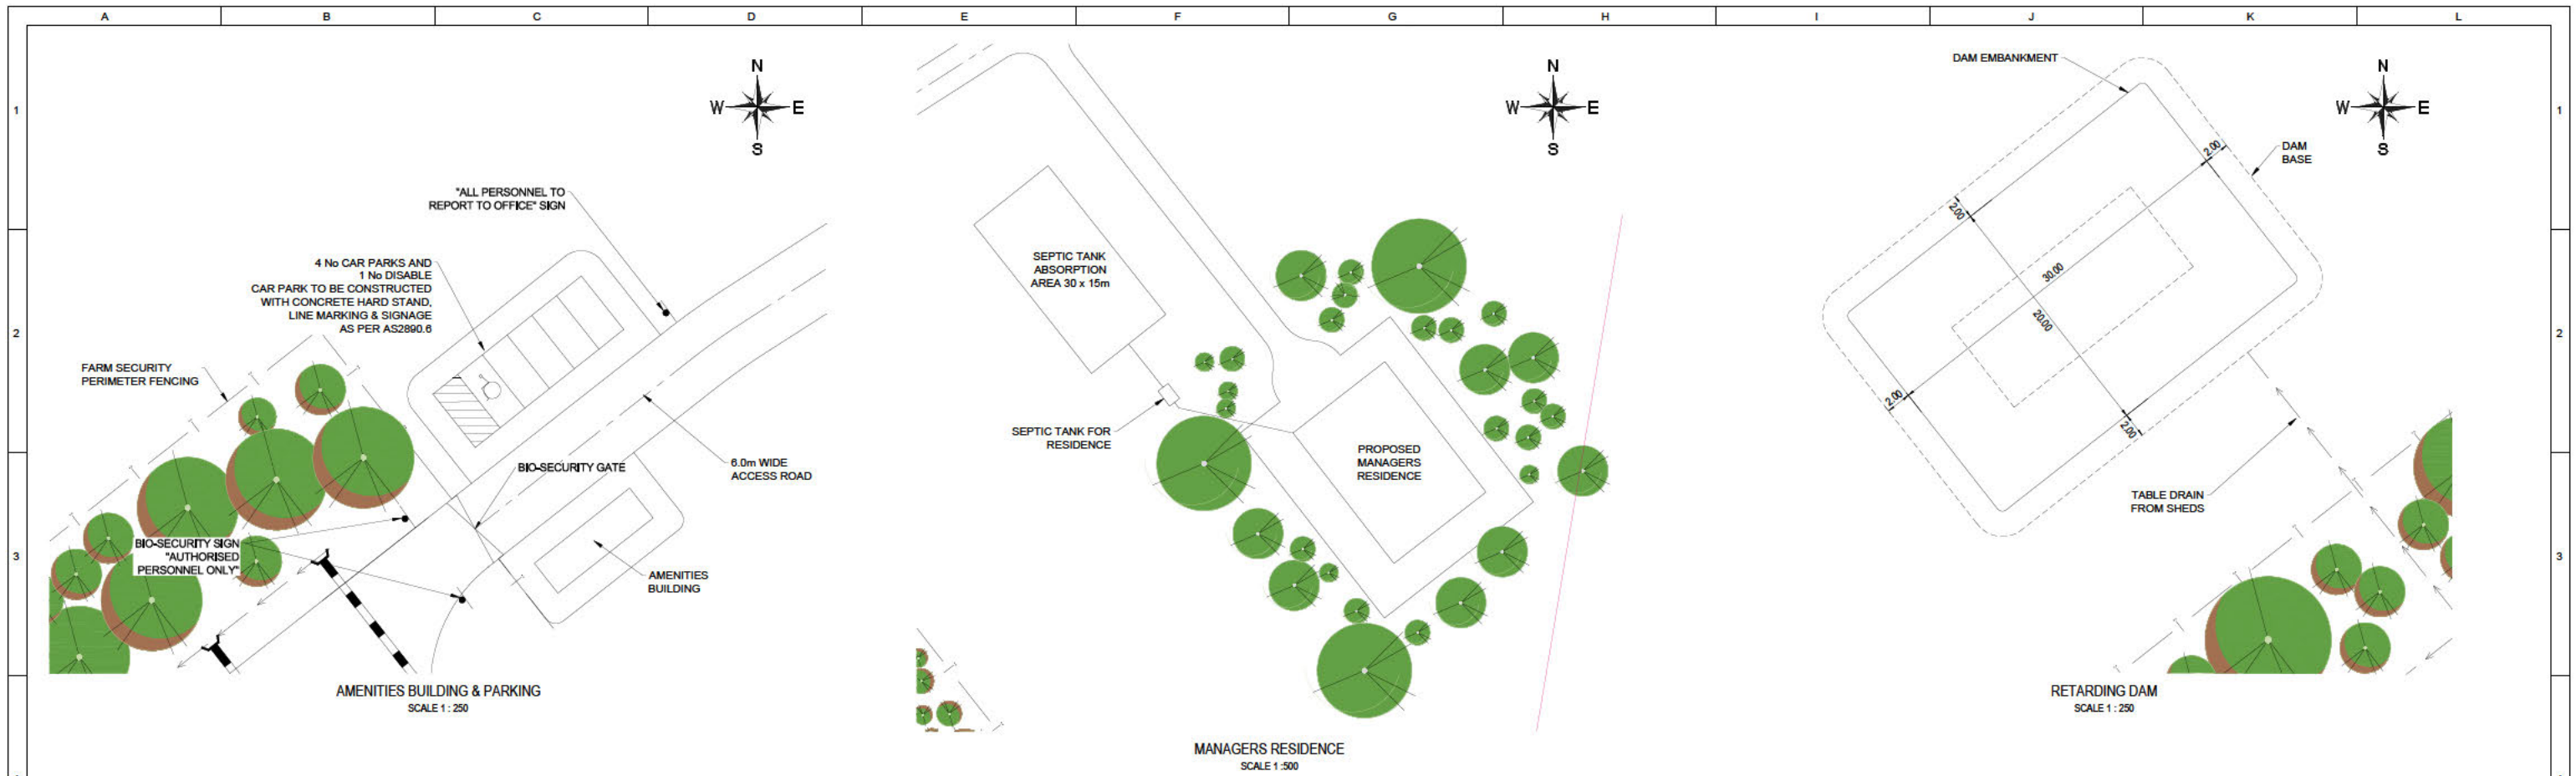 A B C D E F G H I J K L
1
2
3
1
2
3
N
W E
S
"ALL PERSONNEL TO
REPORT TO OFFICE" SIGN
4 No CAR PARKS AND
1 No DISABLE
CAR PARK TO BE CONSTRUCTED
WITH CONCRETE HARD STAND,
LINE MARKING & SIGNAGE
AS PER AS2890.6
FARM SECURITY
PERIMETER FENCING
BIO-SECURITY GATE
6.0m WIDE
ACCESS ROAD
BIO-SECURITY SIGN
"AUTHORISED
PERSONNEL ONLY"
AMENITIES
BUILDING
AMENITIES BUILDING & PARKING
SCALE 1 : 250
N
W E
S
SEPTIC TANK
ABSORPTION
AREA 30 x 15m
SEPTIC TANK FOR
RESIDENCE
PROPOSED
MANAGERS
RESIDENCE
MANAGERS RESIDENCE
SCALE 1 :500
DAM EMBANKMENT
N
W E
S
DAM
BASE
2.00
2.00
30.00
20.00
2.00
2.00
TABLE DRAIN
FROM SHEDS
RETARDING DAM
SCALE 1 : 250